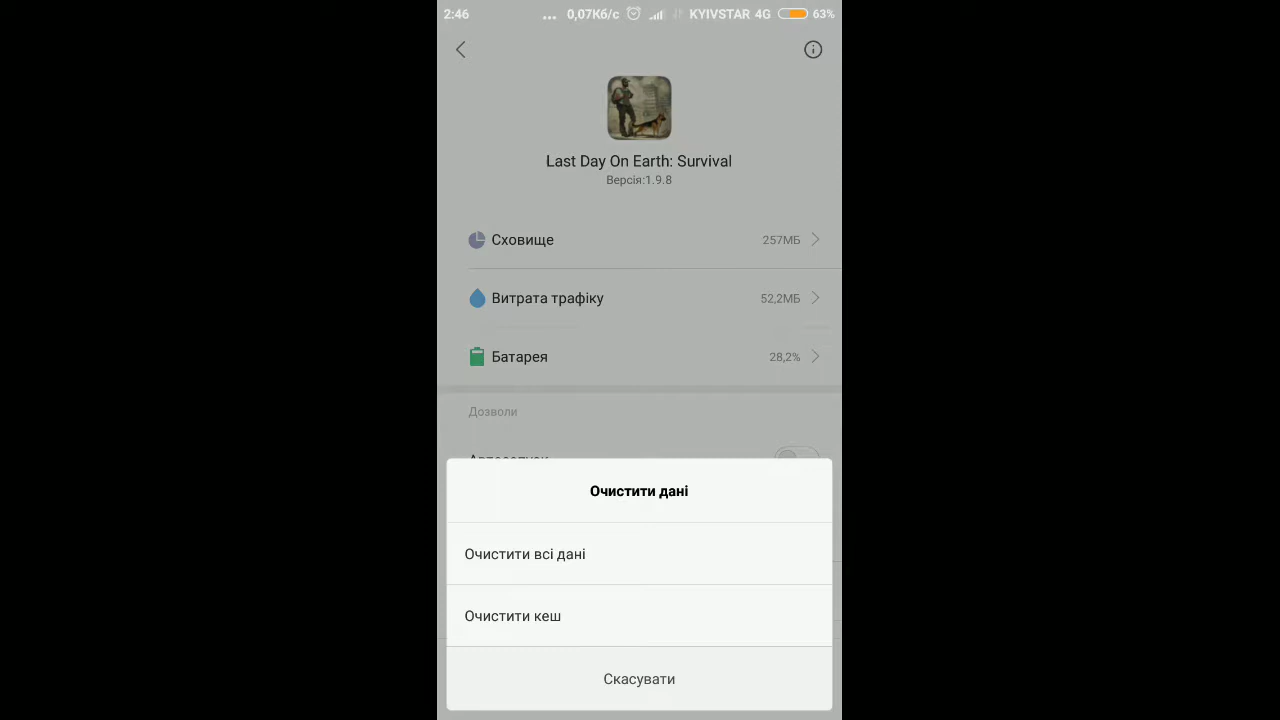 2:46 ... 0,07Кб/с KYIVSTAR 4G 63%
Last Day On Earth: Survival
Версія:1.9.8
Сховище 257МБ
Витрата трафіку 52,2МБ
Батарея 28,2%
Дозволи
Автозапуск
Очистити дані
Очистити всі дані
Очистити кеш
Скасувати